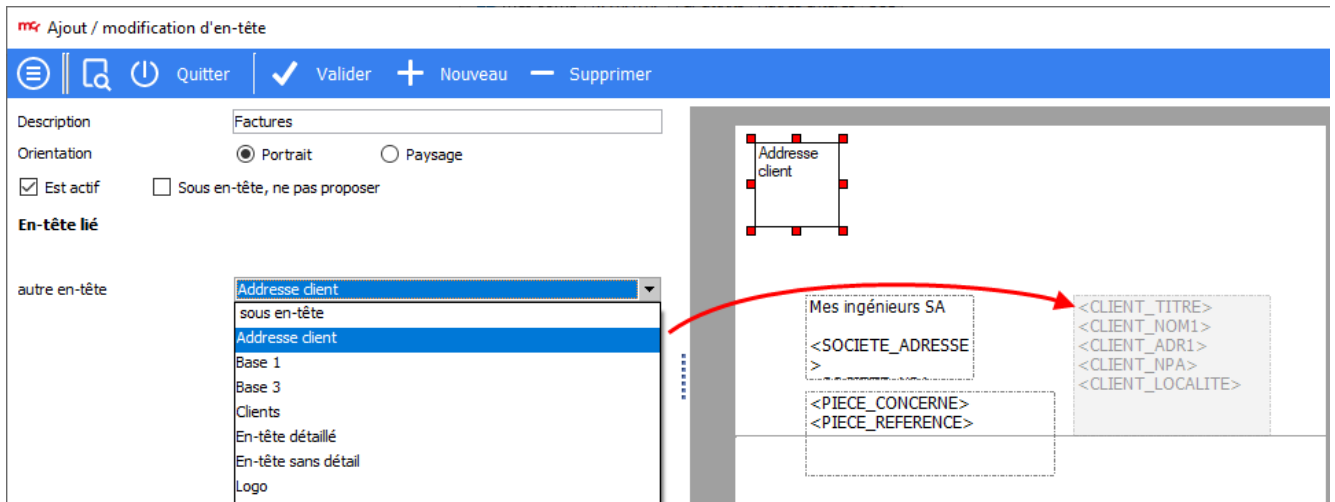 mcr Ajout / modification d'en-tête
Quitter Valider Nouveau Supprimer
Description Factures
Orientation Portrait Paysage
Est actif Sous en-tête, ne pas proposer
En-tête lié
autre en-tête Addresse client
sous en-tête
Addresse client
Base 1
Base 3
Clients
En-tête détaillé
En-tête sans détail
Logo
Addresse
client
Mes ingénieurs SA
<SOCIETE_ADRESSE
>
<PIECE_CONCERNE>
<PIECE_REFERENCE>
<CLIENT_TITRE>
<CLIENT_NOM1>
<CLIENT_ADR1>
<CLIENT_NPA>
<CLIENT_LOCALITE>